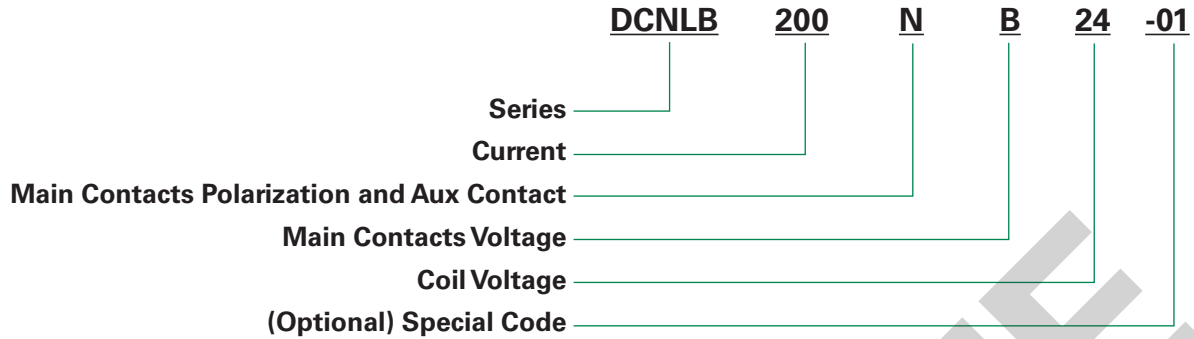 DCNLB 200 N B 24 -01
Series
Current
Main Contacts Polarization and Aux Contact
Main Contacts Voltage
Coil Voltage
(Optional) Special Code